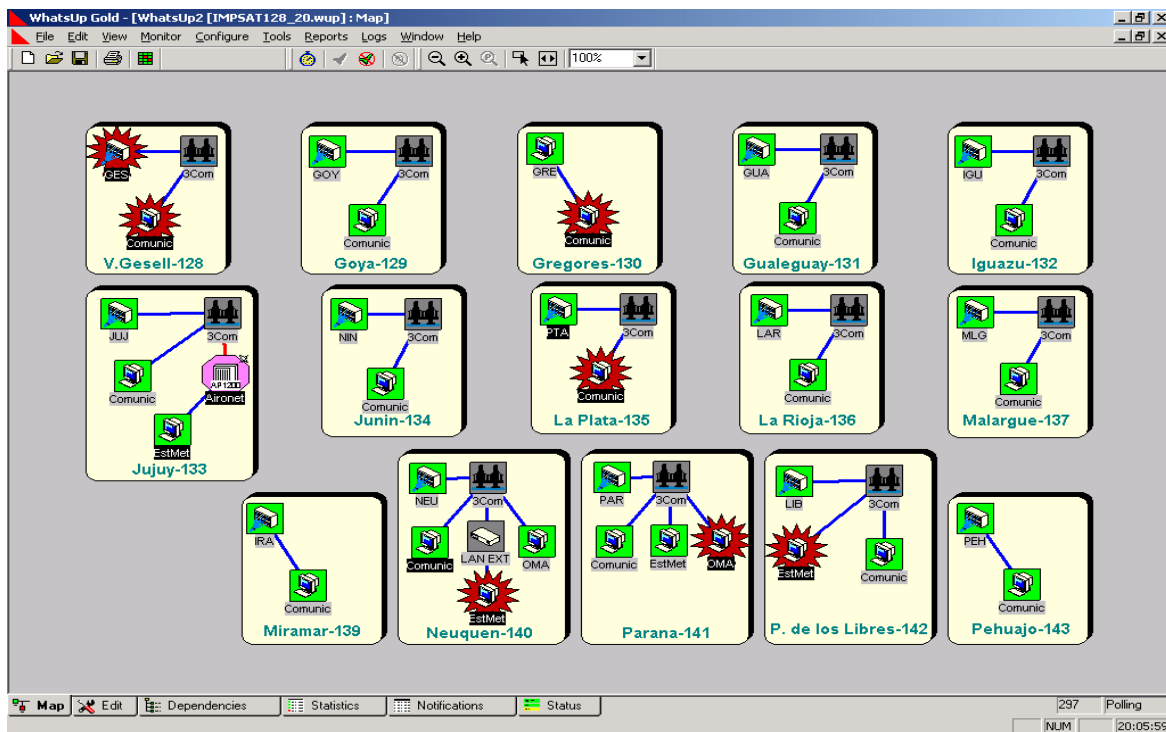 WhatsUp Gold - [WhatsUp2 [IMPSAT128_20.wup] : Map]
File Edit View Monitor Configure Tools Reports Logs Window Help
100%
GES
3Com
Comunic
V.Gesell-128
GOY
3Com
Comunic
Goya-129
GRE
Comunic
Gregores-130
GUA
3Com
Comunic
Gualeguay-131
IGU
3Com
Comunic
Iguazu-132
JUJ
3Com
Comunic
AP1200
Aironet
EstMet
Jujuy-133
NIN
3Com
Comunic
Junin-134
PTA
3Com
Comunic
La Plata-135
LAR
3Com
Comunic
La Rioja-136
MLG
3Com
Comunic
Malargue-137
IRA
Comunic
Miramar-139
NEU
3Com
Comunic
LAN EXT
OMA
EstMet
Neuquen-140
PAR
3Com
Comunic
EstMet
OMA
Parana-141
LIB
3Com
EstMet
Comunic
P. de los Libres-142
PEH
Comunic
Pehuajo-143
Map Edit Dependencies Statistics Notifications Status 297 Polling
NUM 20:05:59